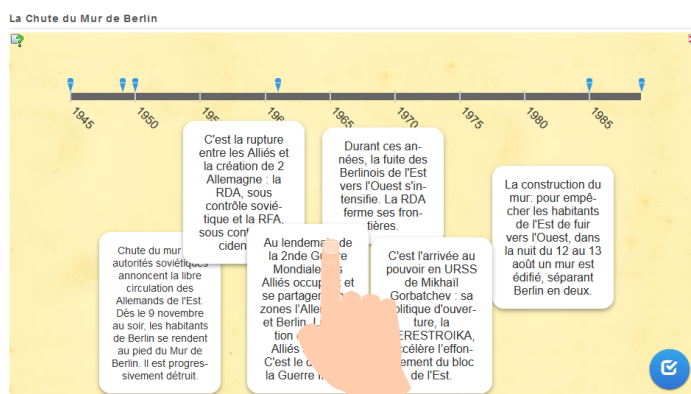 La Chute du Mur de Berlin
1945
1950
1965
1970
1975
1980
1985
C'est la rupture
entre les Alliés et
la création de 2
Allemagne : la
RDA, sous
contrôle sovié-
tique et la RFA,
sous
Durant ces an-
nées, la fuite des
Berlinois de l'Est
vers l'Ouest s'in-
tensifie. La RDA
ferme ses fron-
tières.
La construction du
mur: pour empê-
cher les habitants
de l'Est de fuir
vers l'Ouest, dans
la nuit du 12 au 13
août un mur est
édifié, séparant
Berlin en deux.
Chute du mur
autorités soviétiques
annoncent la libre
circulation des
Allemands de l'Est.
Dès le 9 novembre
au soir, les habitants
de Berlin se rendent
au pied du Mur de
Berlin. Il est progres-
sivement détruit.
Au lendemain de
la 2nde Guerre
Mondiale
Alliés et
se partagent
zones
et Berlin.
Alliés
C'est le
la Guerre
C'est l'arrivée au
pouvoir en URSS
de Mikhaïl
Gorbatchev : sa
politique d'ouver-
ture, la
PERESTROIKA,
accélère l'effon-
drement du bloc
de l'Est.